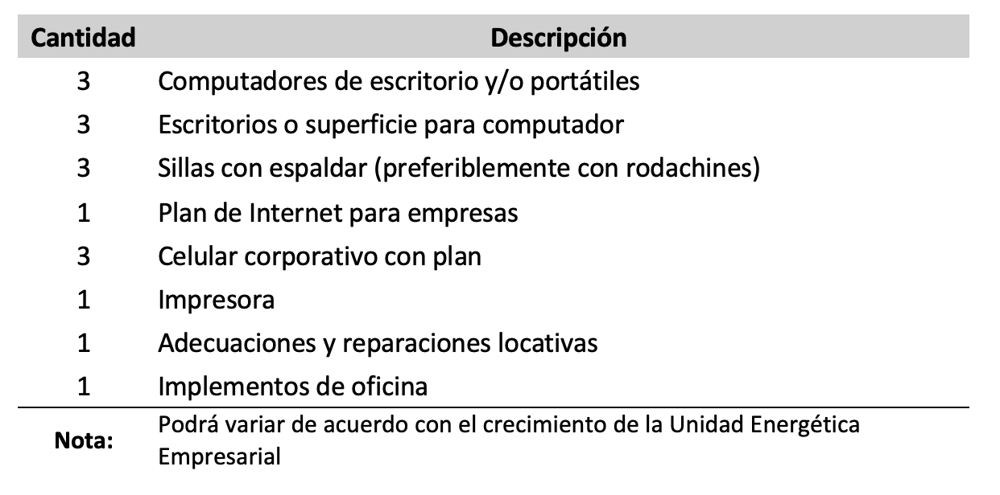 Cantidad Descripción
3 Computadores de escritorio y/o portátiles
3 Escritorios o superficie para computador
3 Sillas con espaldar (preferiblemente con rodachines)
1 Plan de Internet para empresas
3 Celular corporativo con plan
1 Impresora
1 Adecuaciones y reparaciones locativas
1 Implementos de oficina
Nota: Podrá variar de acuerdo con el crecimiento de la Unidad Energética
Empresarial